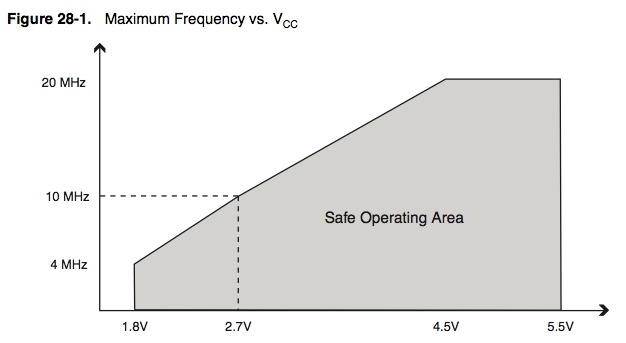 Figure 28-1. Maximum Frequency vs. VCC
20 MHz
10 MHz
Safe Operating Area
4 MHz
1.8V 2.7V 4.5V 5.5V